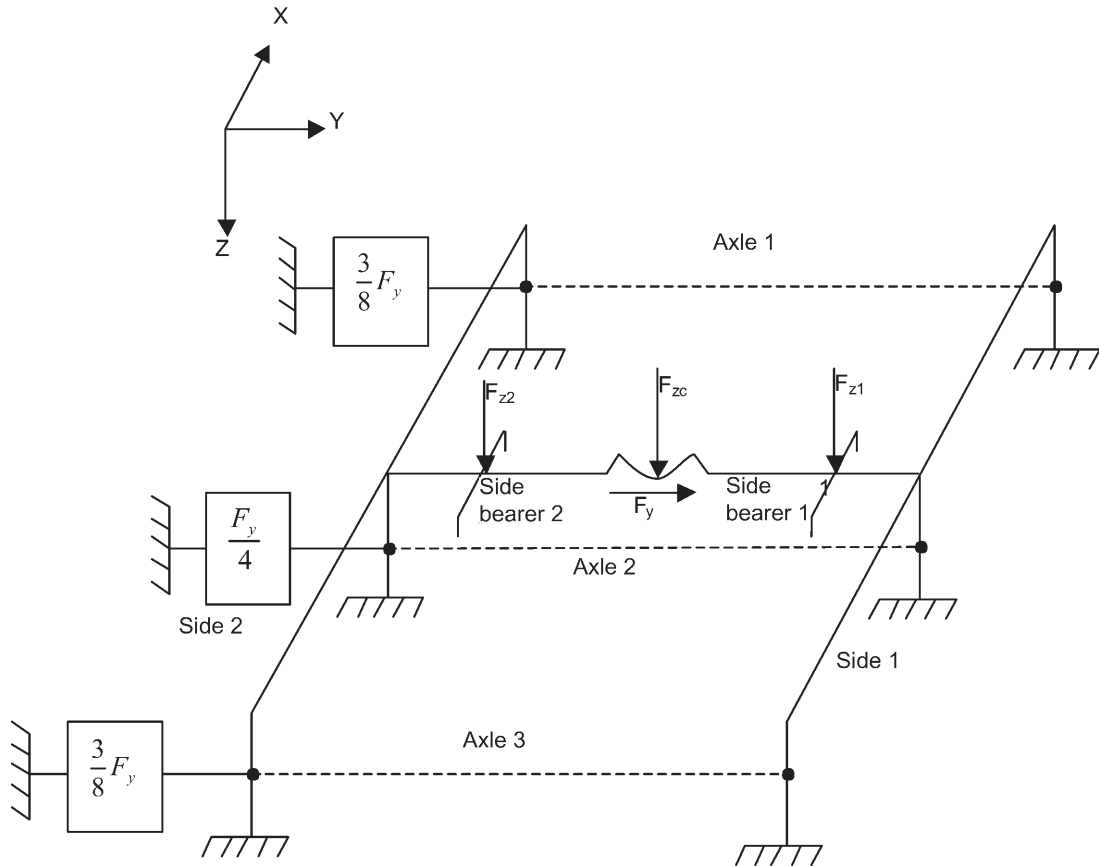 X
Y
Z
Axle 1
3/8 F_y
F_z2
F_zc
F_z1
Side
bearer 2
F_y
Side 1
bearer 1
F_y/4
Axle 2
Side 2
Side 1
Axle 3
3/8 F_y